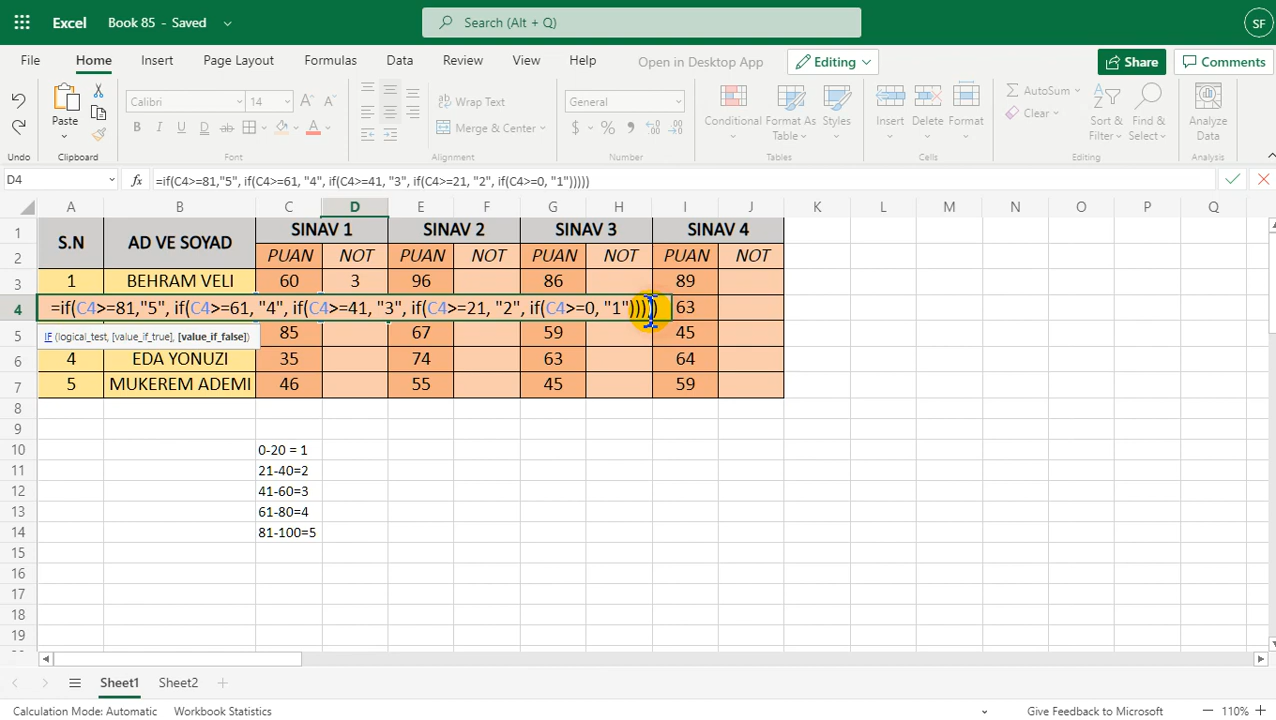 Excel Book 85 - Saved Search (Alt + Q) SF
File Home Insert Page Layout Formulas Data Review View Help Open in Desktop App Editing Share Comments
Calibri 14 Wrap Text General AutoSum
Paste B I U ab A Merge & Center $ % Conditional Format As Styles Insert Delete Format Clear Sort & Find & Analyze
Formatting Table Filter Select Data
Undo Clipboard Font Alignment Number Tables Cells Editing Analysis
D4 fx =if(C4>=81,"5", if(C4>=61, "4", if(C4>=41, "3", if(C4>=21, "2", if(C4>=0, "1")))))
A B C D E F G H I J K L M N O P Q
1 S.N AD VE SOYAD SINAV 1 SINAV 2 SINAV 3 SINAV 4
2 PUAN NOT PUAN NOT PUAN NOT PUAN NOT
3 1 BEHRAM VELI 60 3 96 86 89
4 =if(C4>=81,"5", if(C4>=61, "4", if(C4>=41, "3", if(C4>=21, "2", if(C4>=0, "1"))))) 63
IF (logical_test, [value_if_true], [value_if_false])
5 85 67 59 45
6 4 EDA YONUZI 35 74 63 64
7 5 MUKEREM ADEMI 46 55 45 59
8
9
10 0-20 = 1
11 21-40=2
12 41-60=3
13 61-80=4
14 81-100=5
15
16
17
18
19
Sheet1 Sheet2
Calculation Mode: Automatic Workbook Statistics Give Feedback to Microsoft 110%